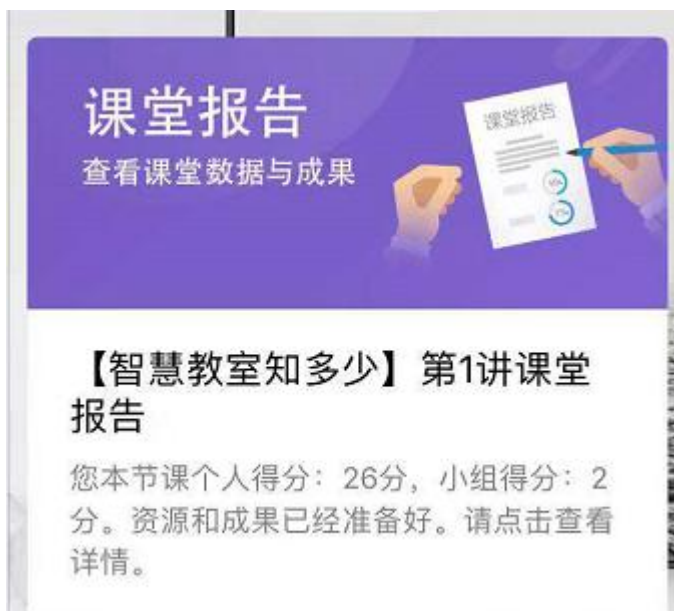 课堂报告
查看课堂数据与成果
课堂报告
【智慧教室知多少】第1讲课堂
报告
您本节课个人得分：26分，小组得分：2
分。资源和成果已经准备好。请点击查看
详情。